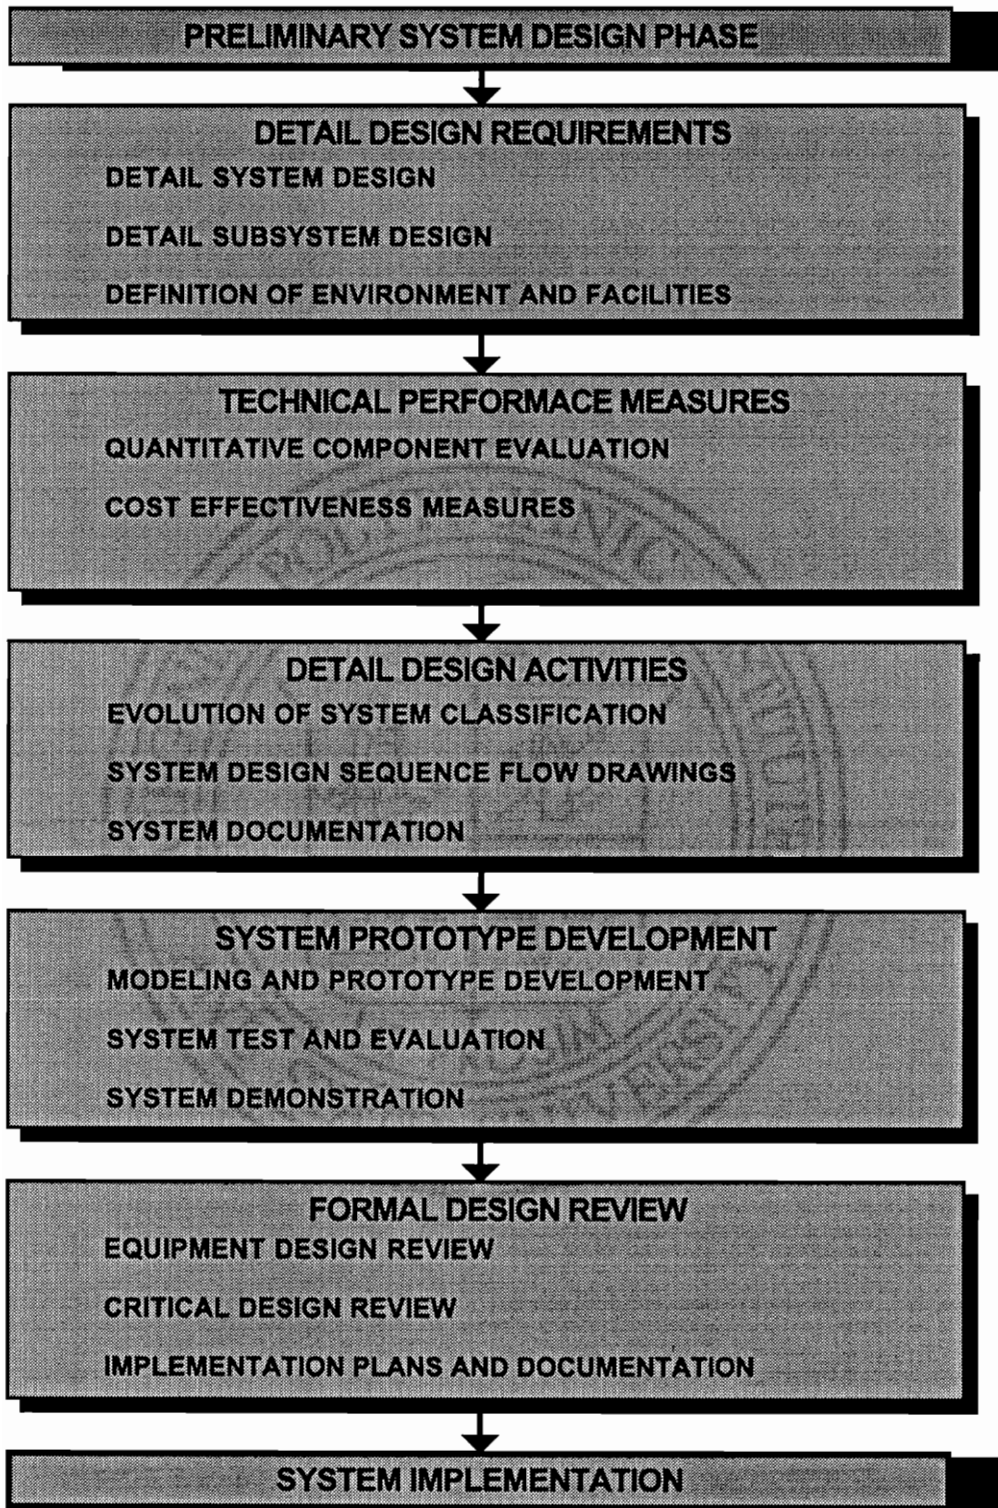 PRELIMINARY SYSTEM DESIGN PHASE
DETAIL DESIGN REQUIREMENTS
DETAIL SYSTEM DESIGN
DETAIL SUBSYSTEM DESIGN
DEFINITION OF ENVIRONMENT AND FACILITIES
TECHNICAL PERFORMACE MEASURES
QUANTITATIVE COMPONENT EVALUATION
COST EFFECTIVENESS MEASURES
DETAIL DESIGN ACTIVITIES
EVOLUTION OF SYSTEM CLASSIFICATION
SYSTEM DESIGN SEQUENCE FLOW DRAWINGS
SYSTEM DOCUMENTATION
SYSTEM PROTOTYPE DEVELOPMENT
MODELING AND PROTOTYPE DEVELOPMENT
SYSTEM TEST AND EVALUATION
SYSTEM DEMONSTRATION
FORMAL DESIGN REVIEW
EQUIPMENT DESIGN REVIEW
CRITICAL DESIGN REVIEW
IMPLEMENTATION PLANS AND DOCUMENTATION
SYSTEM IMPLEMENTATION